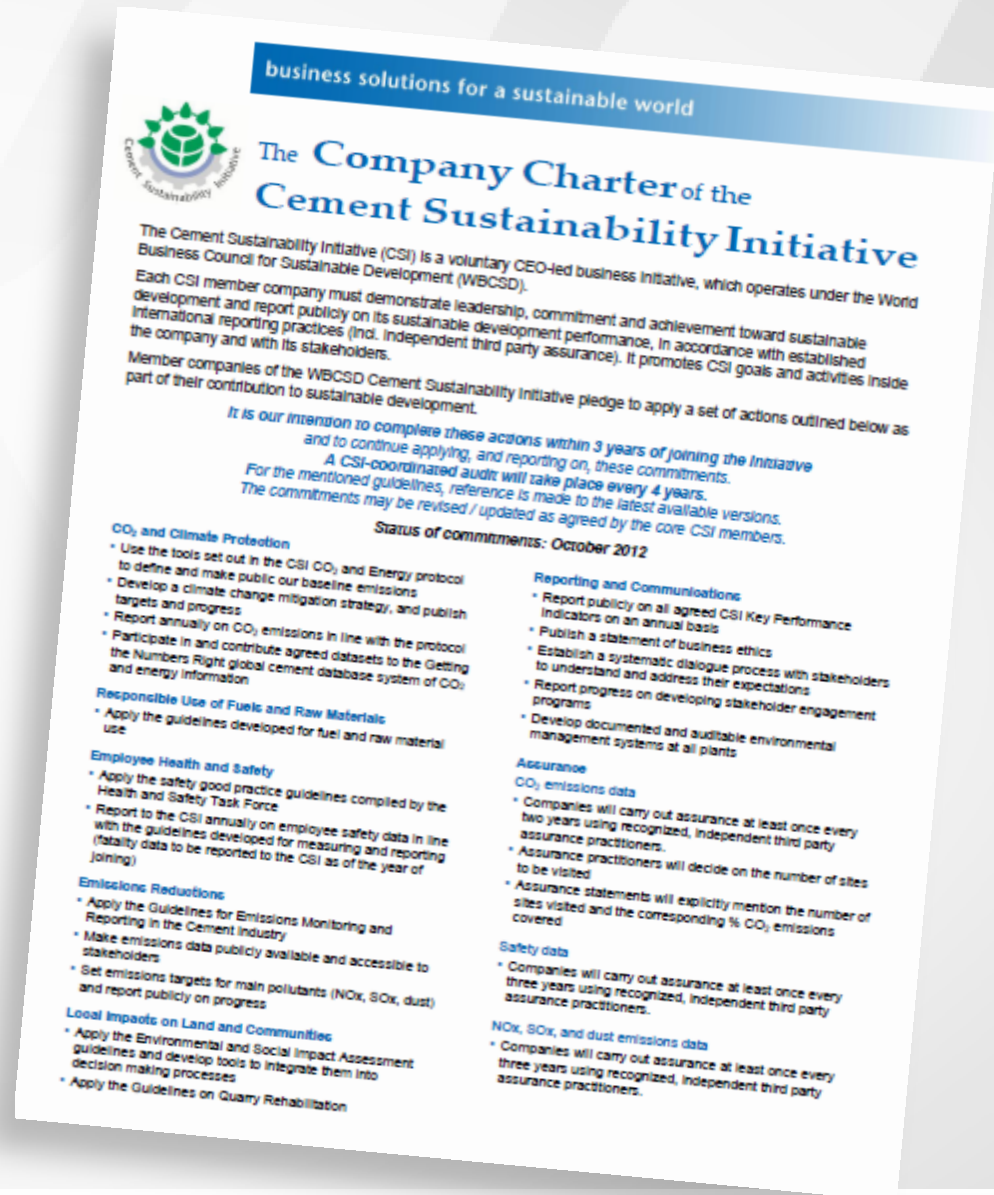 business solutions for a sustainable world
Cement Sustainability Initiative
The Company Charter of the
Cement Sustainability Initiative
The Cement Sustainability Initiative (CSI) is a voluntary CEO-led business initiative, which operates under the World
Business Council for Sustainable Development (WBCSD).
Each CSI member company must demonstrate leadership, commitment and achievement toward sustainable
development and report publicly on its sustainable development performance, in accordance with established
international reporting practices (incl. independent third party assurance). It promotes CSI goals and activities inside
the company and with its stakeholders.
Member companies of the WBCSD Cement Sustainability Initiative pledge to apply a set of actions outlined below as
part of their contribution to sustainable development.
It is our intention to complete these actions within 3 years of joining the Initiative
and to continue applying, and reporting on, these commitments.
A CSI-coordinated audit will take place every 4 years.
For the mentioned guidelines, reference is made to the latest available versions.
The commitments may be revised / updated as agreed by the core CSI members.
Status of commitments: October 2012
CO₂ and Climate Protection
• Use the tools set out in the CSI CO₂ and Energy protocol
to define and make public our baseline emissions
• Develop a climate change mitigation strategy, and publish
targets and progress
• Report annually on CO₂ emissions in line with the protocol
• Participate in and contribute agreed datasets to the Getting
the Numbers Right global cement database system of CO₂
and energy information
Responsible Use of Fuels and Raw Materials
• Apply the guidelines developed for fuel and raw material
use
Employee Health and Safety
• Apply the safety good practice guidelines compiled by the
Health and Safety Task Force
• Report to the CSI annually on employee safety data in line
with the guidelines developed for measuring and reporting
(fatality data to be reported to the CSI as of the year of
joining)
Emissions Reductions
• Apply the Guidelines for Emissions Monitoring and
Reporting in the Cement Industry
• Make emissions data publicly available and accessible to
stakeholders
• Set emissions targets for main pollutants (NOx, SOx, dust)
and report publicly on progress
Local Impacts on Land and Communities
• Apply the Environmental and Social Impact Assessment
guidelines and develop tools to integrate them into
decision making processes
• Apply the Guidelines on Quarry Rehabilitation
Reporting and Communications
• Report publicly on all agreed CSI Key Performance
Indicators on an annual basis
• Publish a statement of business ethics
• Establish a systematic dialogue process with stakeholders
to understand and address their expectations
• Report progress on developing stakeholder engagement
programs
• Develop documented and auditable environmental
management systems at all plants
Assurance
CO₂ emissions data
• Companies will carry out assurance at least once every
two years using recognized, independent third party
assurance practitioners.
• Assurance practitioners will decide on the number of sites
to be visited
• Assurance statements will explicitly mention the number of
sites visited and the corresponding % CO₂ emissions
covered
Safety data
• Companies will carry out assurance at least once every
three years using recognized, independent third party
assurance practitioners.
NOx, SOx, and dust emissions data
• Companies will carry out assurance at least once every
three years using recognized, independent third party
assurance practitioners.